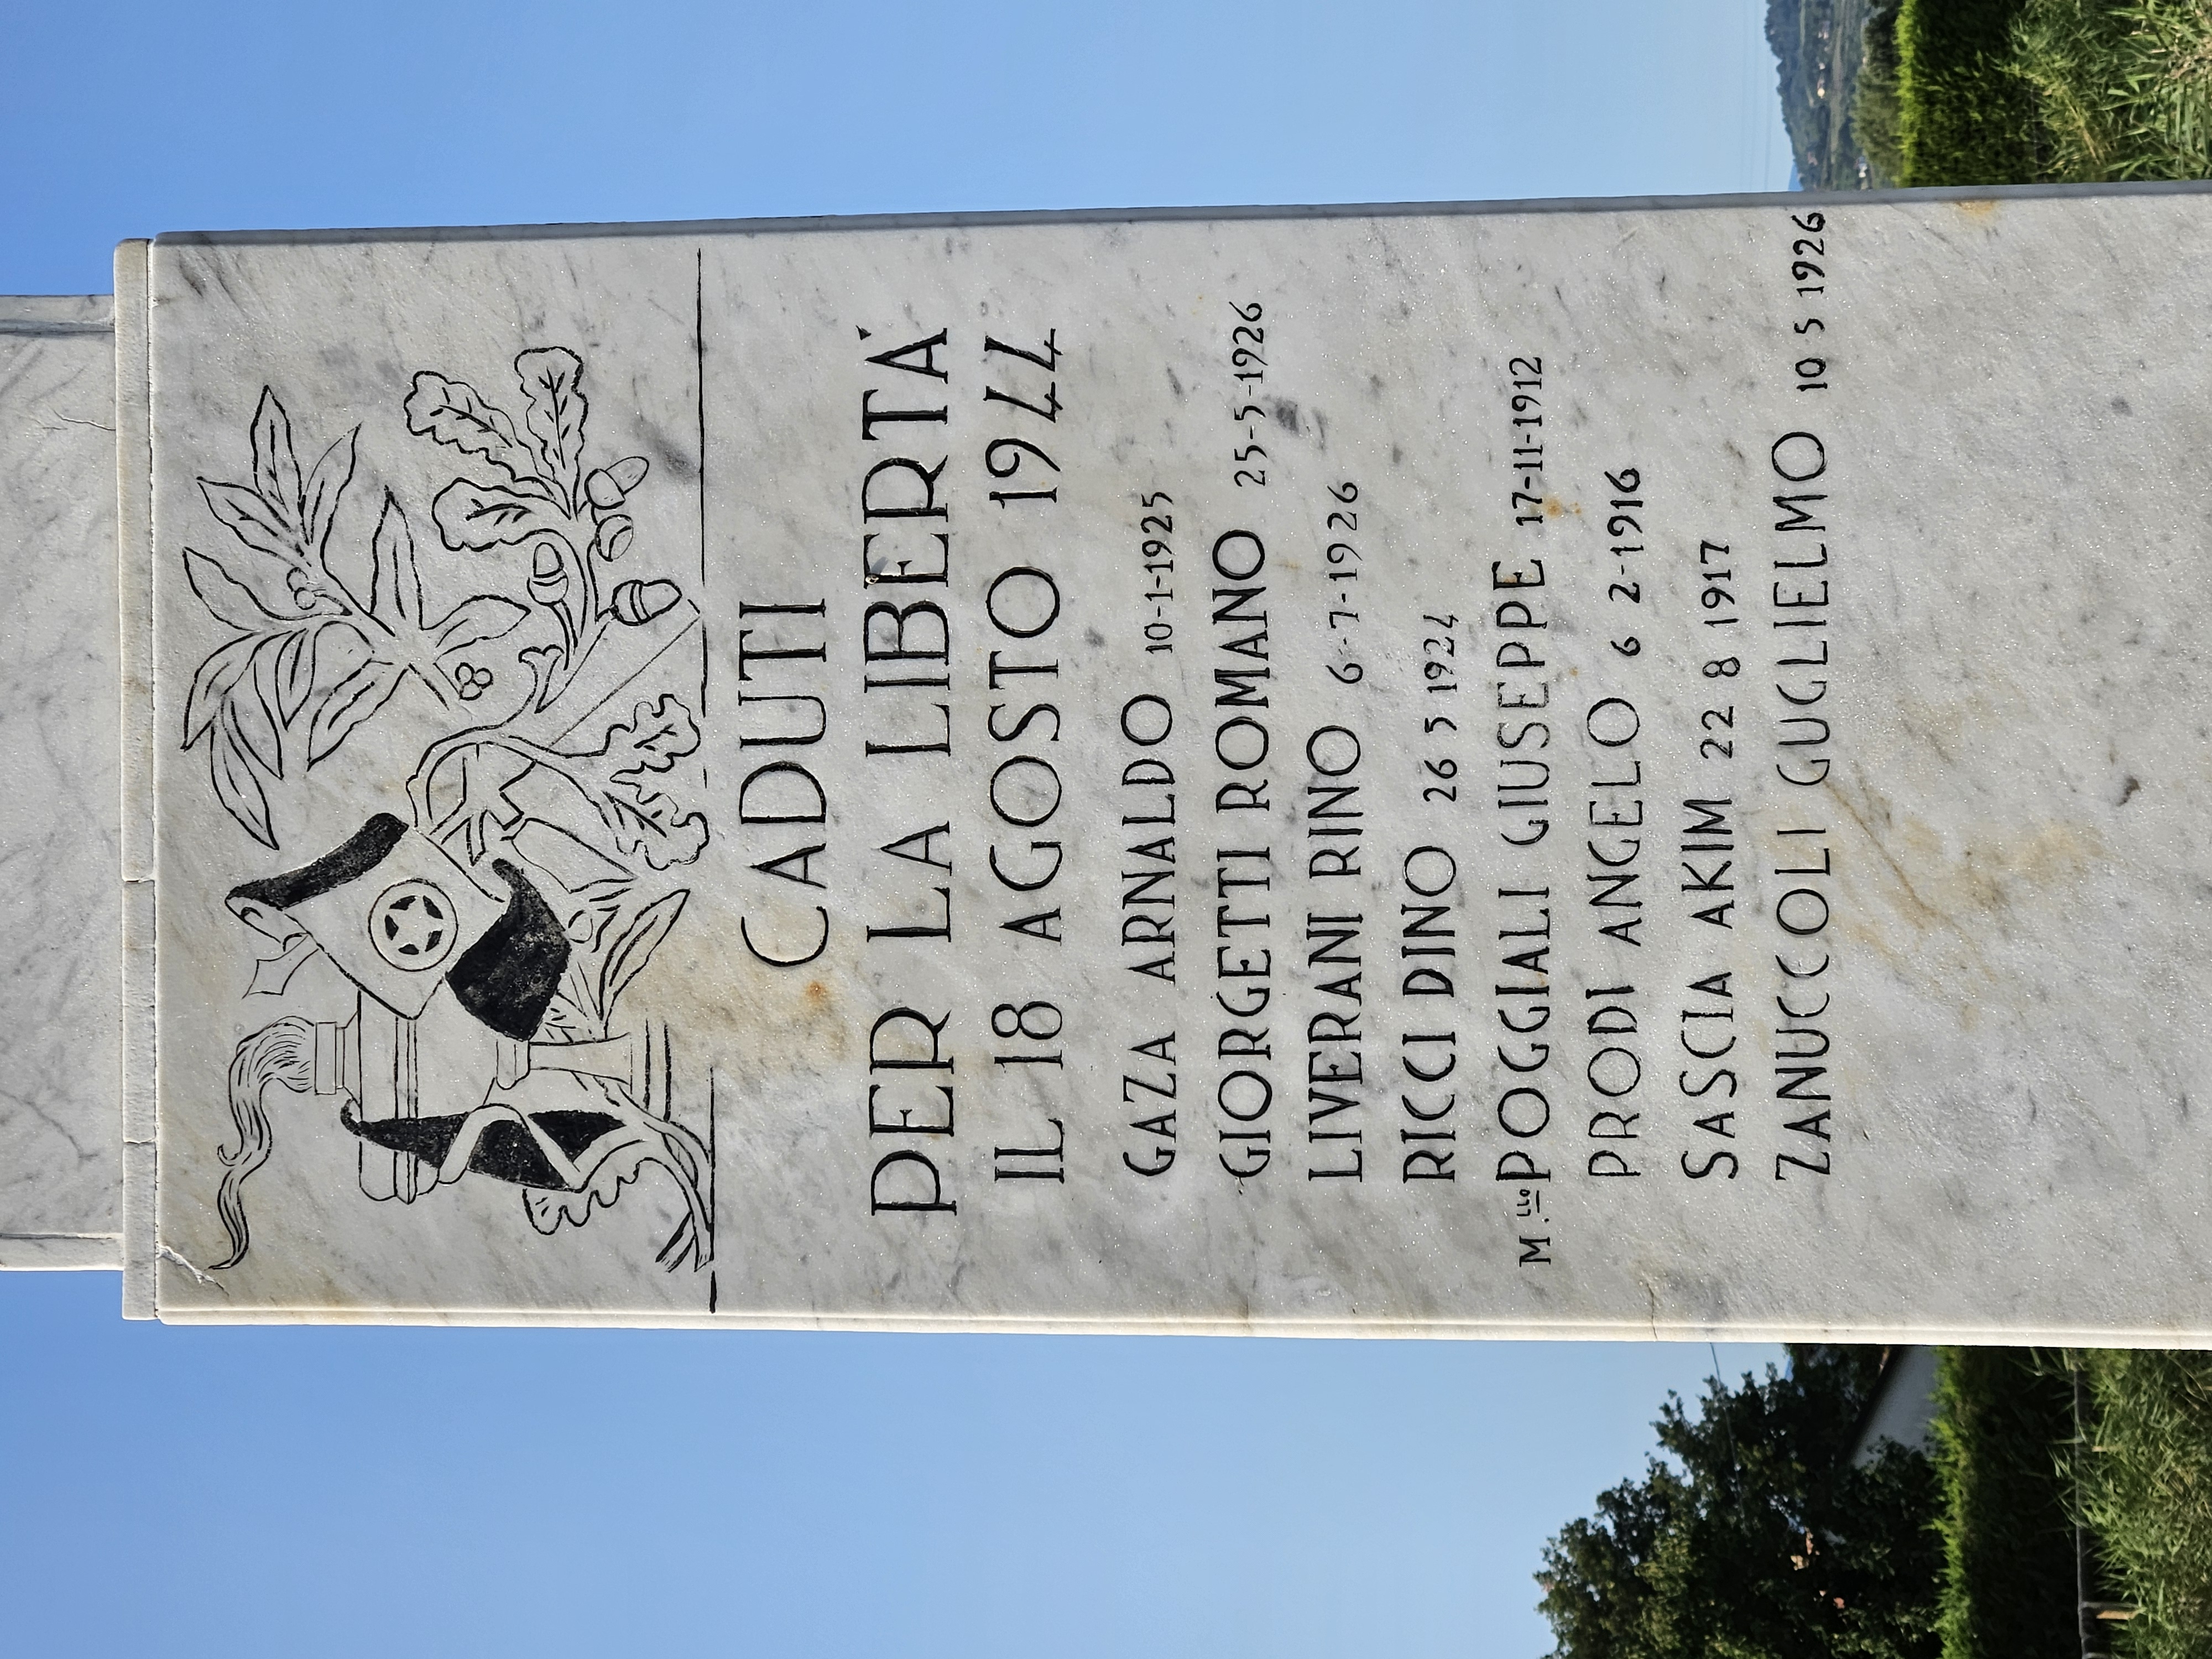 CADUTI
PER LA LIBERTÀ
IL 18 AGOSTO 1944
GAZA ARNALDO 10-1-1925
GIORGETTI ROMANO 25-5-1926
LIVERANI RINO 6-7-1926
RICCI DINO 26 5 1924
M.LLO POGGIALI GIUSEPPE 17-11-1912
PRODI ANGELO 6 2-1916
SASCIA AKIM 22 8 1917
ZANUCCOLI GUGLIELMO 10 5 1926